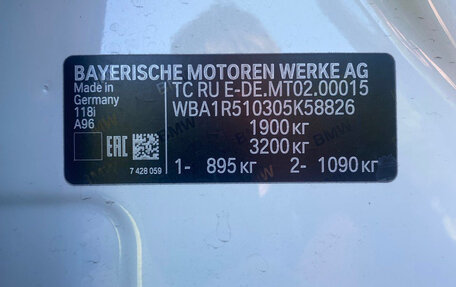 BAYERISCHE MOTOREN WERKE AG
Made in
Germany
118i
A96
TC RU E-DE.MT02.00015
WBA1R510305K58826
1900 кг
3200 кг
1- 895 кг 2- 1090 кг
EAC
7 428 059